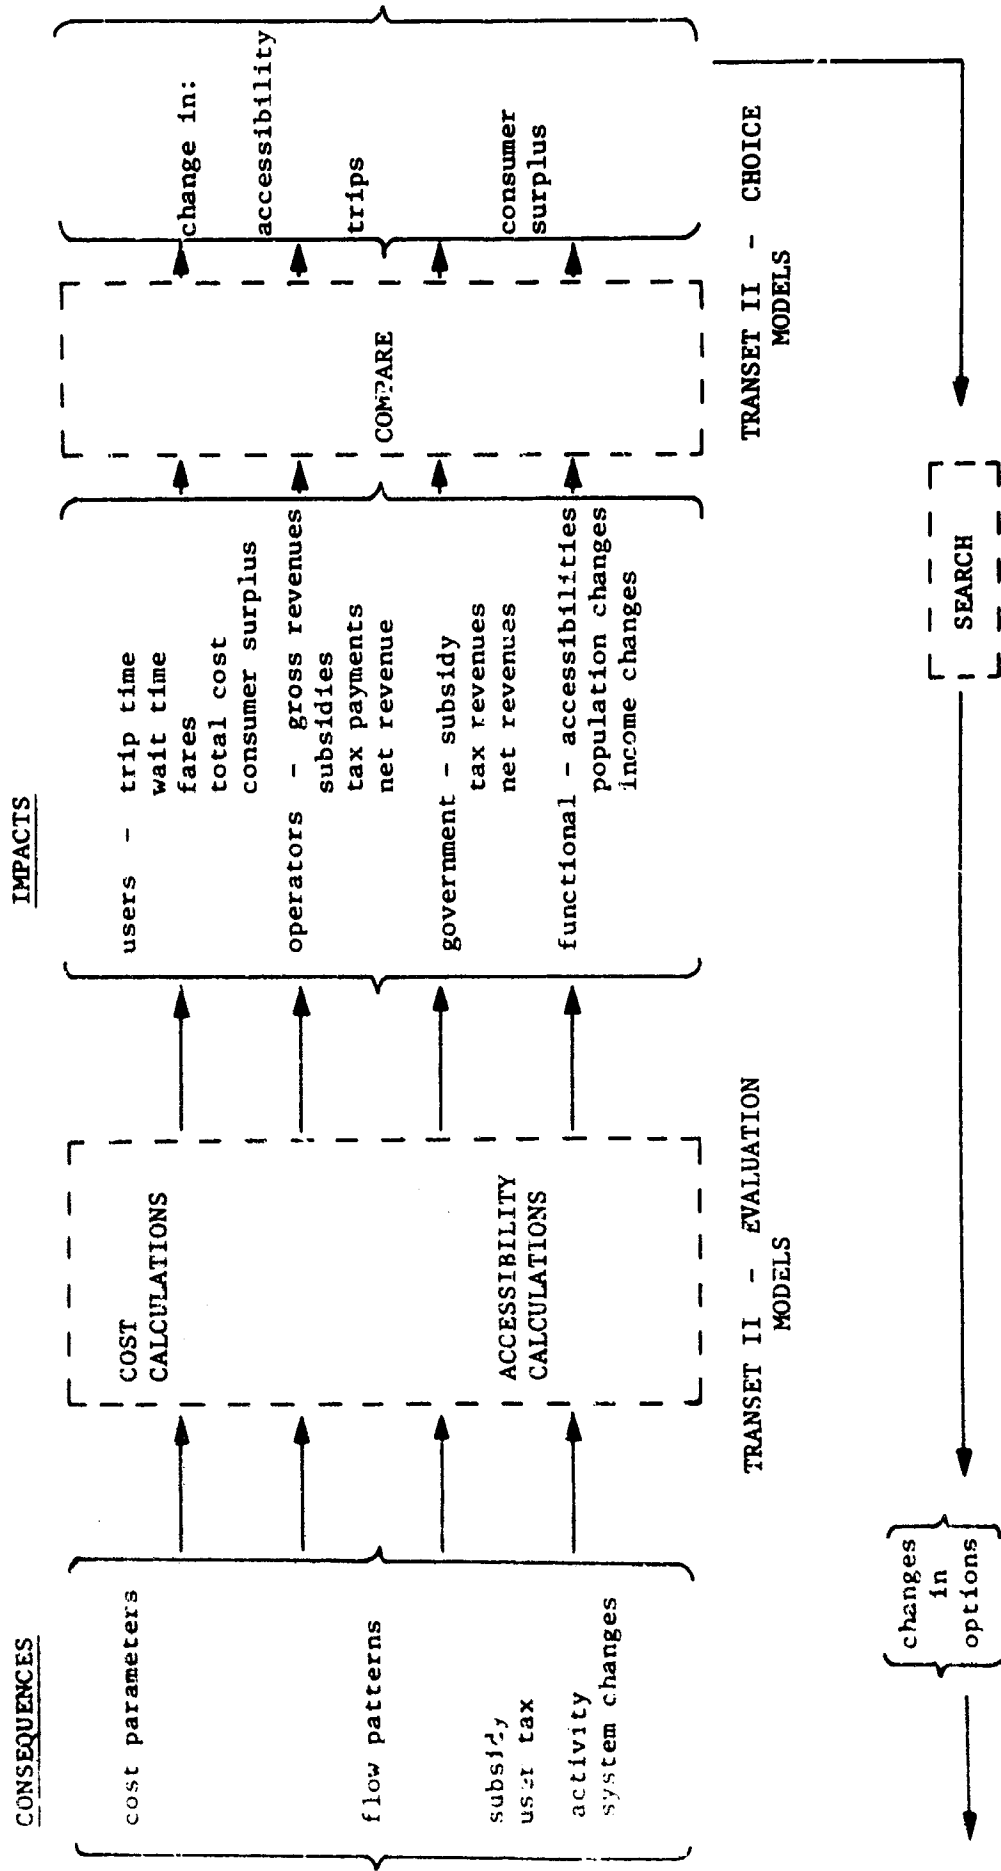 CONSEQUENCES
cost parameters
flow patterns
subsidy
user tax
activity
system changes
COST
CALCULATIONS
ACCESSIBILITY
CALCULATIONS
TRANSET II - EVALUATION
MODELS
IMPACTS
users - trip time
wait time
fares
total cost
consumer surplus
operators - gross revenues
subsidies
tax payments
net revenue
government - subsidy
tax revenues
net revenues
functional - accessibilities
population changes
income changes
COMPARE
TRANSET II - CHOICE
MODELS
change in:
accessibility
trips
consumer
surplus
SEARCH
changes
in
options